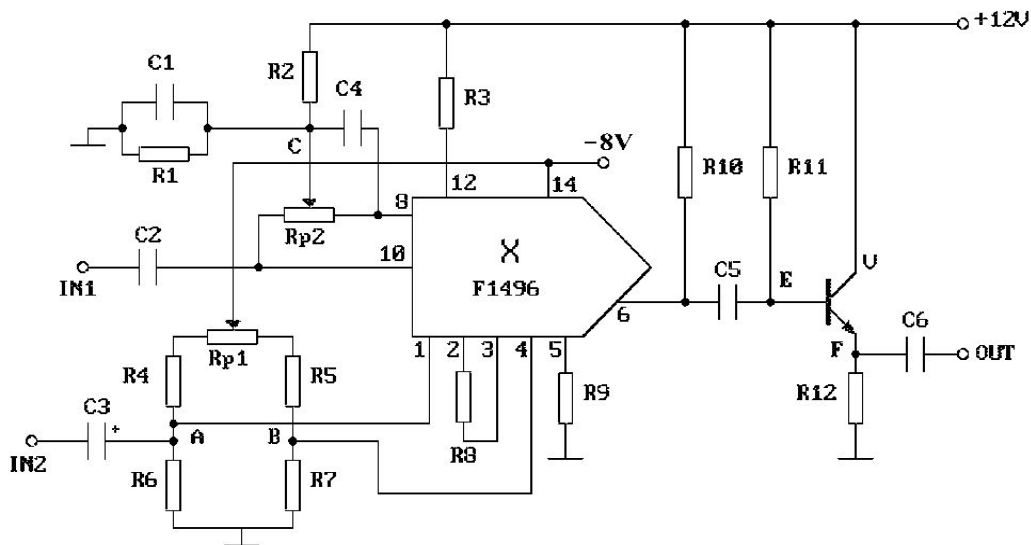 +12V
C1
R2
C4
R3
C
-8V
R1
12
14
R10
R11
8
Rp2
C2
10
X
IN1
F1496
C5
E
V
6
Rp1
1
2
3
4
5
F
C6
OUT
R4
R5
R9
R12
C3
+
A
B
R8
IN2
R6
R7